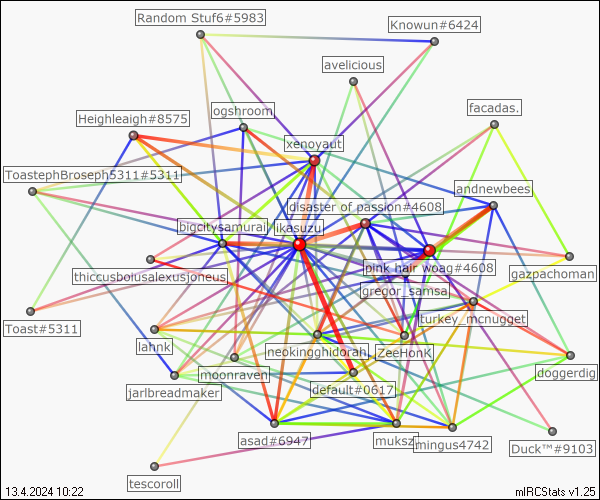 Random Stuf6#5983
Knowun#6424
avelicious
facadas.
ogshroom
Heighleaigh#8575
xenoyaut
ToastephBroseph5311#5311
andnewbees
disaster of passion#4608
bigcitysamurai
likasuzu
pink hair woag#4608
thiccusbousalexusjoneus
gazpachoman
gregor_samsa
turkey_mcnugget
Toast#5311
lahnk
neokingghidorah
ZeeHonK
moonraven
doggerdig
jarlbreadmaker
default#0617
asad#6947
muksz
mingus4742
Duck™#9103
tescoroll
13.4.2024 10:22
mIRCStats v1.25